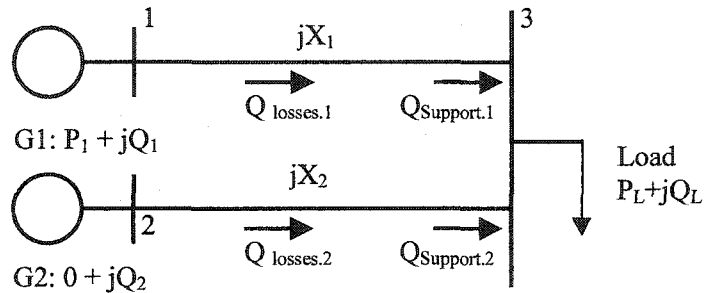 1
jX₁
3
Q losses.1
QSupport.1
G1: P₁ + jQ₁
Load
PL+jQL
jX₂
2
Q losses.2
QSupport.2
G2: 0 + jQ₂